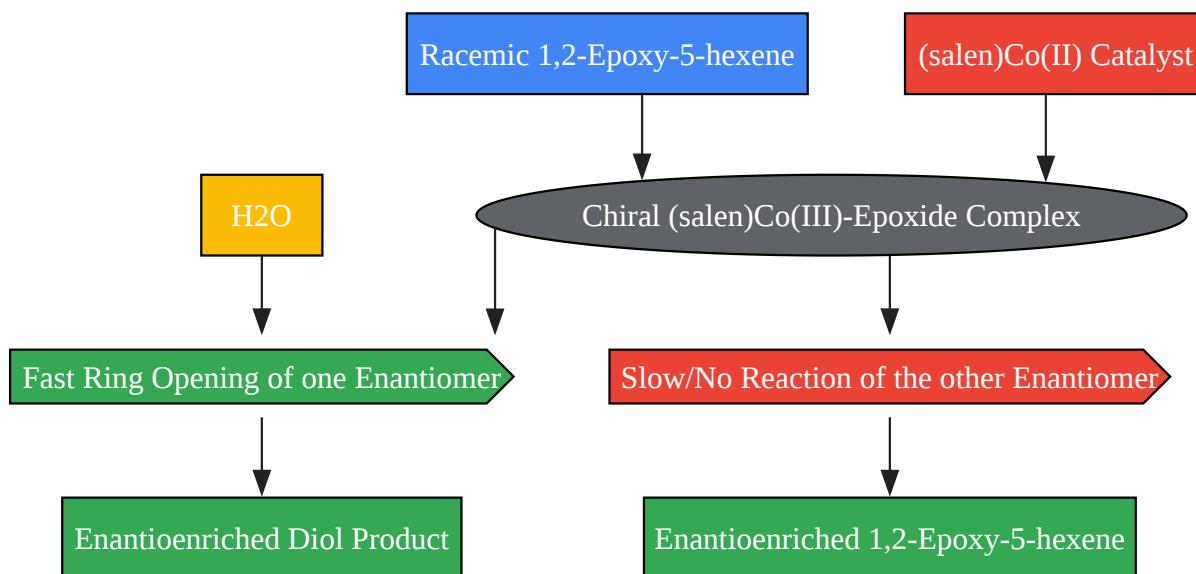 Racemic 1,2-Epoxy-5-hexene
(salen)Co(II) Catalyst
H2O
Chiral (salen)Co(III)-Epoxide Complex
Fast Ring Opening of one Enantiomer
Slow/No Reaction of the other Enantiomer
Enantioenriched Diol Product
Enantioenriched 1,2-Epoxy-5-hexene